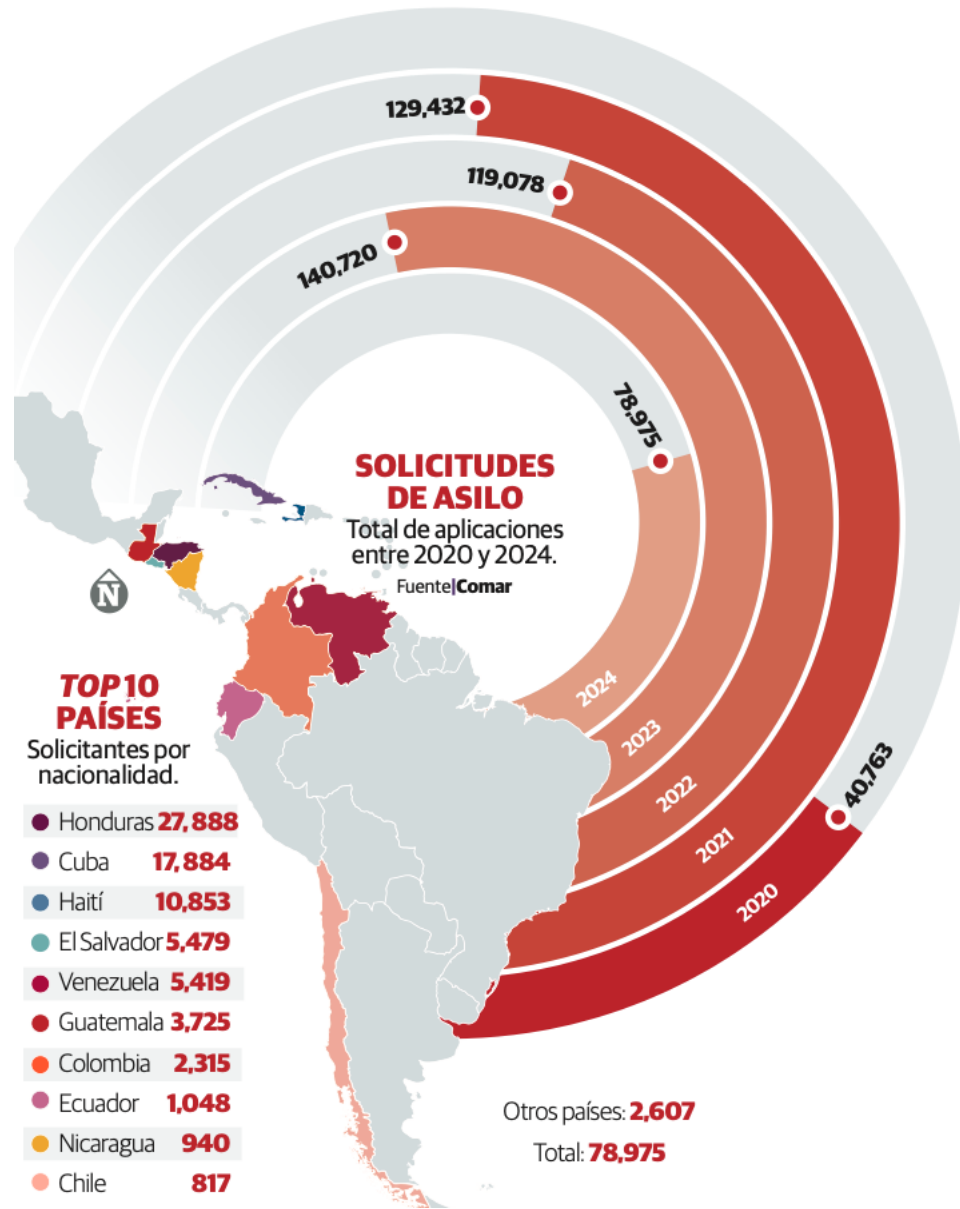 129,432
119,078
140,720
78,975
SOLICITUDES
DE ASILO
Total de aplicaciones
entre 2020 y 2024.
Fuente|Comar
N
2024
2023
2022
2021
2020
40,763
TOP 10
PAÍSES
Solicitantes por
nacionalidad.
Honduras 27,888
Cuba 17,884
Haití 10,853
El Salvador 5,479
Venezuela 5,419
Guatemala 3,725
Colombia 2,315
Ecuador 1,048
Nicaragua 940
Chile 817
Otros países: 2,607
Total: 78,975